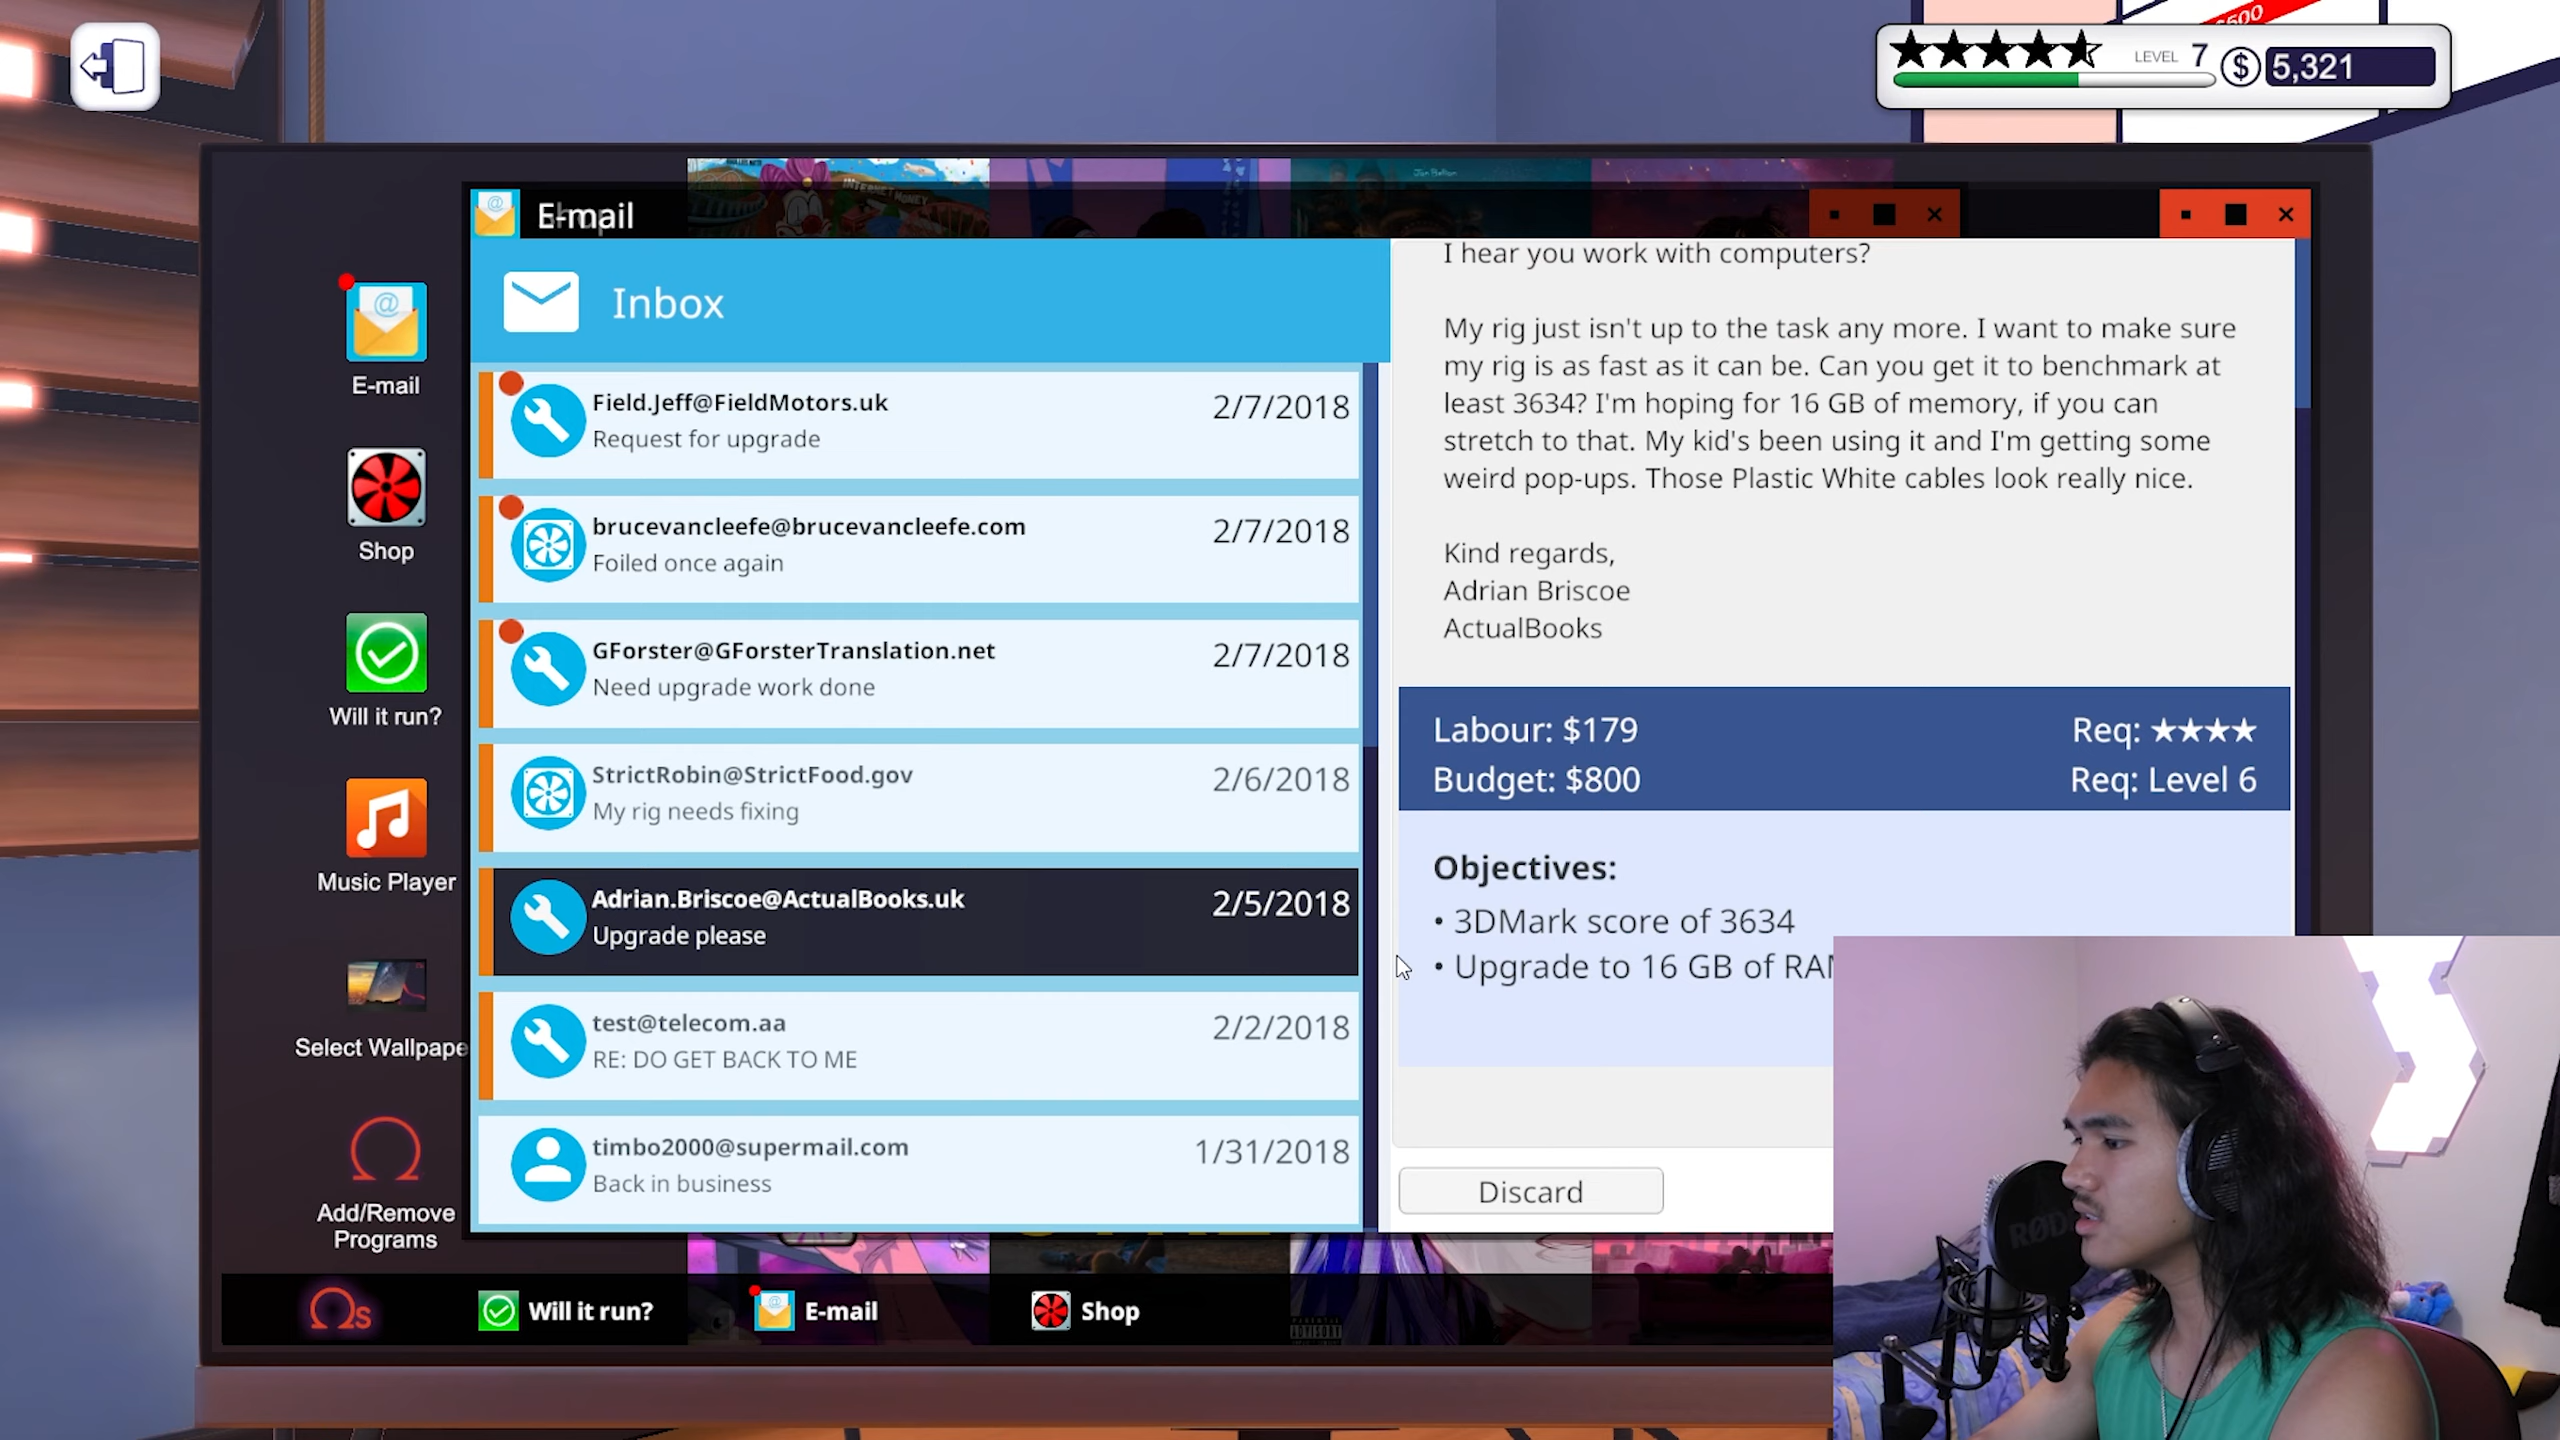 $500
LEVEL 7
$ 5,321
Jon Bellion
INTERNET MONEY
E-mail
I hear you work with computers?
Inbox
My rig just isn't up to the task any more. I want to make sure
my rig is as fast as it can be. Can you get it to benchmark at
least 3634? I'm hoping for 16 GB of memory, if you can
stretch to that. My kid's been using it and I'm getting some
weird pop-ups. Those Plastic White cables look really nice.
Kind regards,
Adrian Briscoe
ActualBooks
E-mail
Shop
Will it run?
Music Player
Select Wallpape
Add/Remove
Programs
Field.Jeff@FieldMotors.uk 2/7/2018
Request for upgrade
brucevancleefe@brucevancleefe.com 2/7/2018
Foiled once again
GForster@GForsterTranslation.net 2/7/2018
Need upgrade work done
StrictRobin@StrictFood.gov 2/6/2018
My rig needs fixing
Adrian.Briscoe@ActualBooks.uk 2/5/2018
Upgrade please
test@telecom.aa 2/2/2018
RE: DO GET BACK TO ME
timbo2000@supermail.com 1/31/2018
Back in business
Labour: $179 Req: ★★★★
Budget: $800 Req: Level 6
Objectives:
• 3DMark score of 3634
• Upgrade to 16 GB of RAM
Discard
RØDE
Ωs Will it run? E-mail Shop
ADVISORY